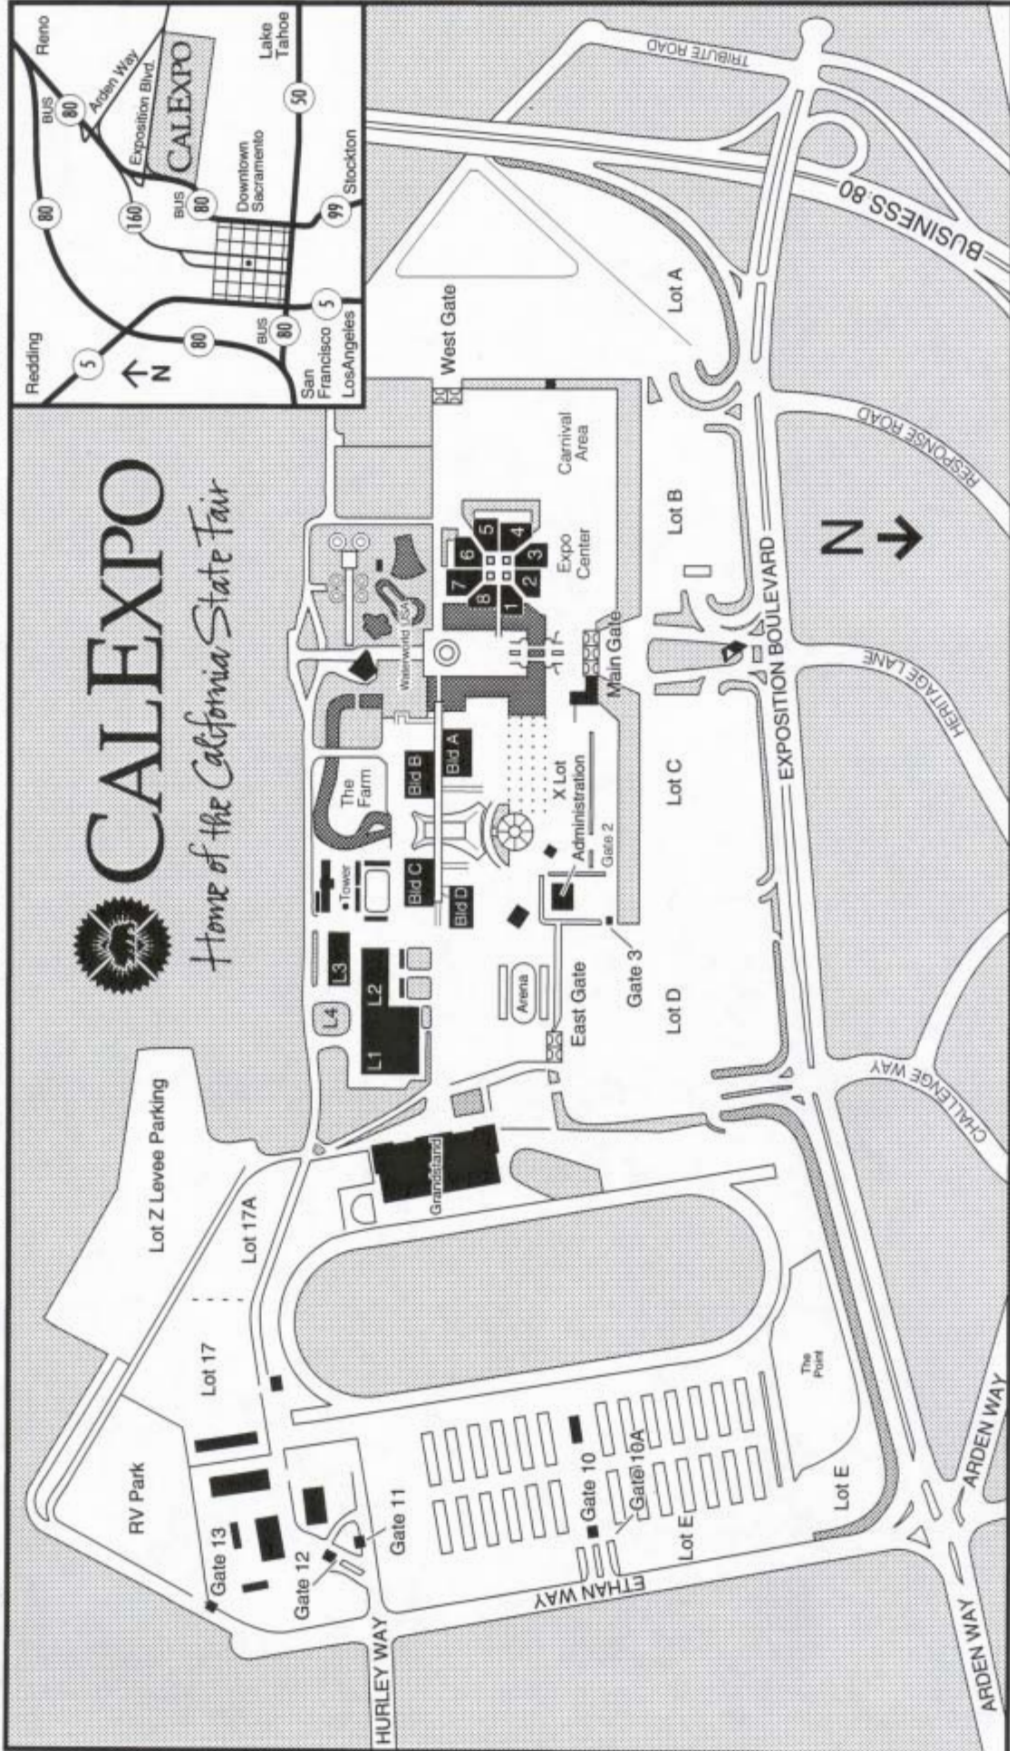 CALEXPO
Home of the California State Fair
Redding
5
N
80
BUS
80
San
Francisco
LosAngeles
5
160
BUS
80
Reno
BUS
80
Arden Way
Exposition Blvd.
CALEXPO
Downtown
Sacramento
Lake
Tahoe
50
99
Stockton
80
Lot Z Levee Parking
Lot 17A
Lot 17
RV Park
Gate 13
Gate 12
Gate 11
HURLEY WAY
ETHAN WAY
Gate 10
Gate 10A
Lot E
Lot E
The
Point
ARDEN WAY
ARDEN WAY
Grandstand
L4
L3
L2
L1
Tower
The
Farm
Bld C
Bld D
Bld B
Bld A
Waterworld USA
Arena
East Gate
Gate 3
Gate 2
Administration
X Lot
Main Gate
1
2
3
4
5
6
7
8
Expo
Center
Carnival
Area
West Gate
Lot A
Lot B
Lot C
Lot D
N
EXPOSITION BOULEVARD
CHALLENGE WAY
HERITAGE LANE
RESPONSE ROAD
BUSINESS 80
TRIBUTE ROAD